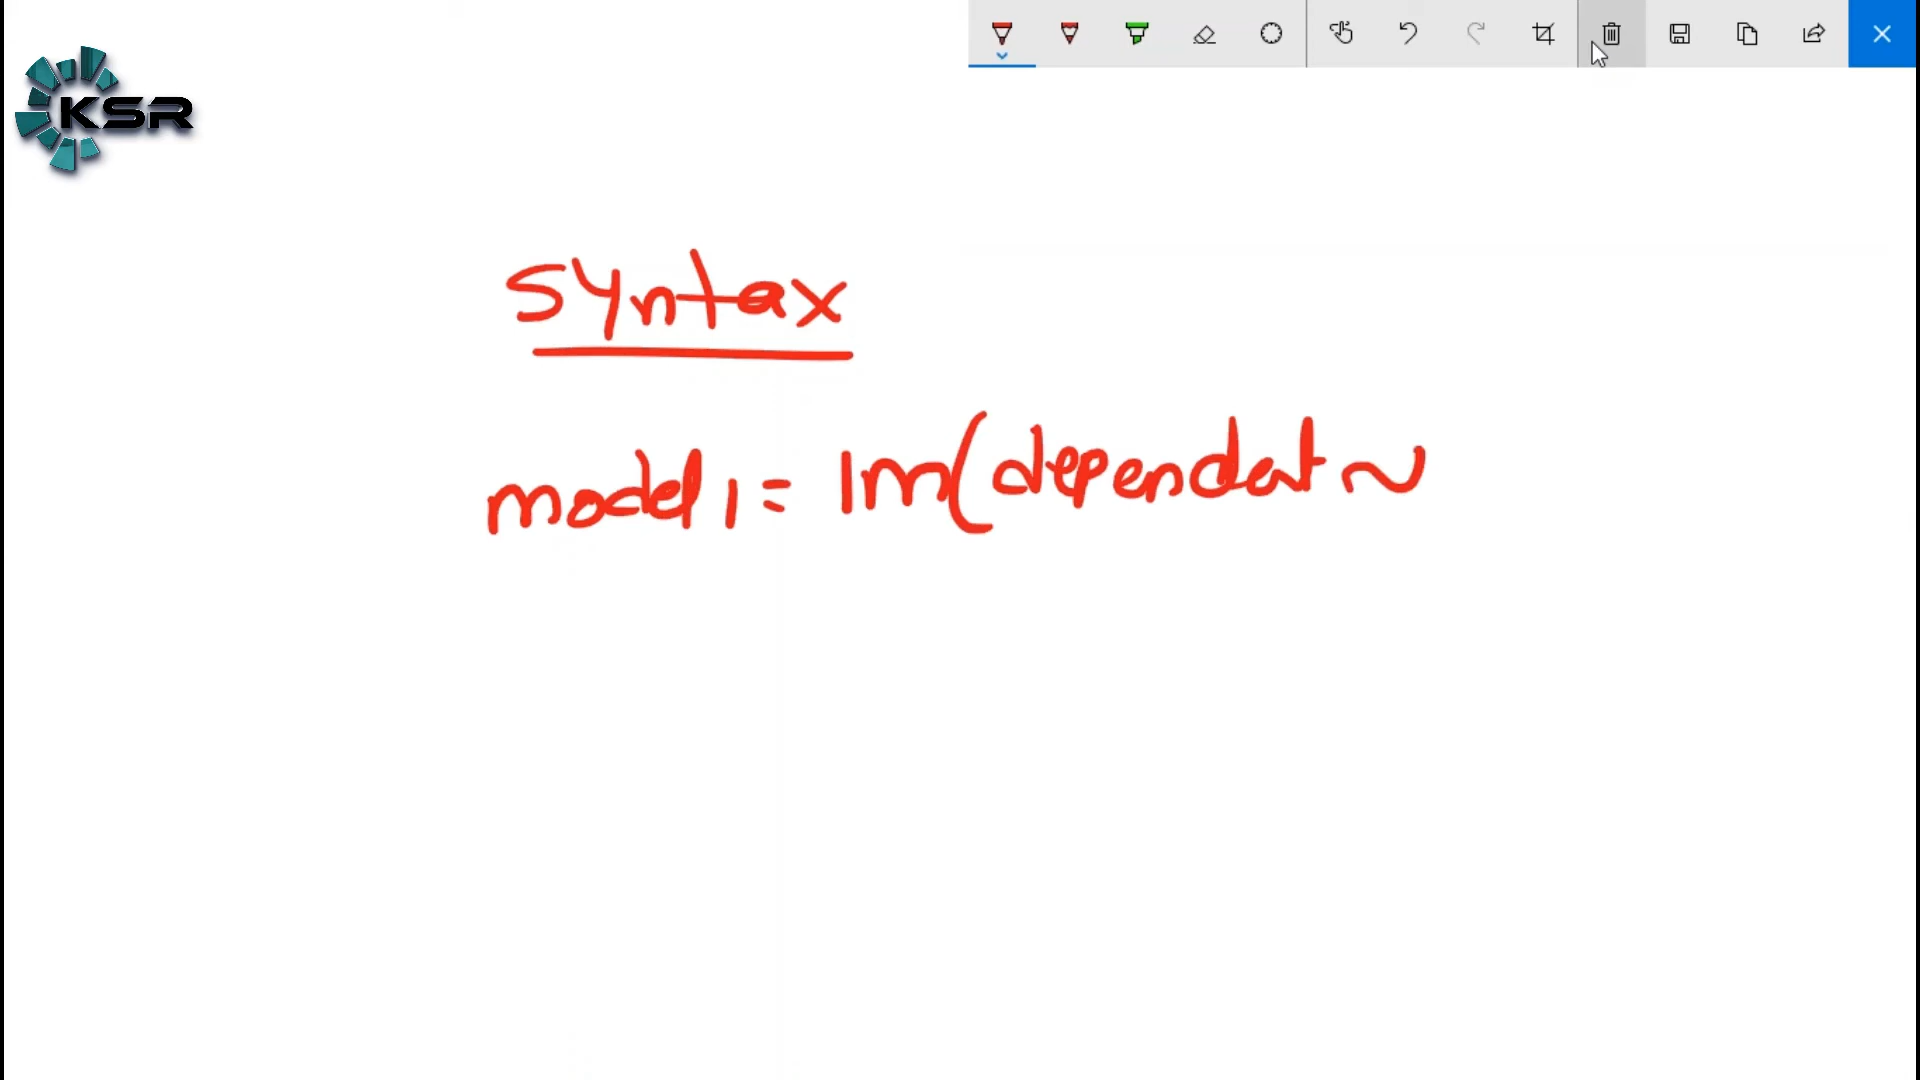 KSR
Syntax
model1 = lm(dependat ~